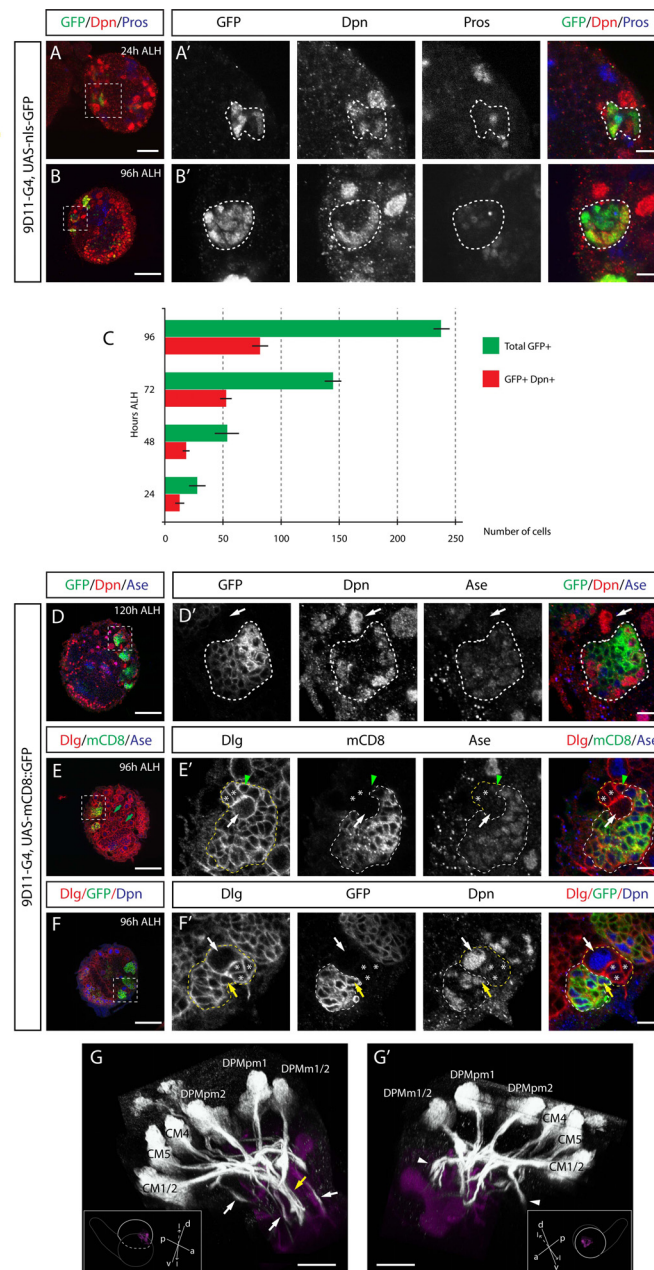 GFP/Dpn/Pros
GFP
Dpn
Pros
GFP/Dpn/Pros
9D11-G4, UAS-nls-GFP
A
24h ALH
A'
B
96h ALH
B'
C
96
72
48
24
Hours ALH
0
50
100
150
200
250
Number of cells
Total GFP+
GFP+ Dpn+
GFP/Dpn/Ase
GFP
Dpn
Ase
GFP/Dpn/Ase
9D11-G4, UAS-mCD8::GFP
D
120h ALH
D'
Dlg/mCD8/Ase
Dlg
mCD8
Ase
Dlg/mCD8/Ase
E
96h ALH
E'
* * *
* * *
* * *
* * *
Dlg/GFP/Dpn
Dlg
GFP
Dpn
Dlg/GFP/Dpn
F
96h ALH
F'
* * *
* * *
* * *
* * *
G
DPMpm1
DPMm1/2
DPMpm2
CM4
CM5
CM1/2
d
l
p
a
v
l
G'
DPMpm1
DPMm1/2
DPMpm2
CM4
CM5
CM1/2
d
l
p
a
l
v